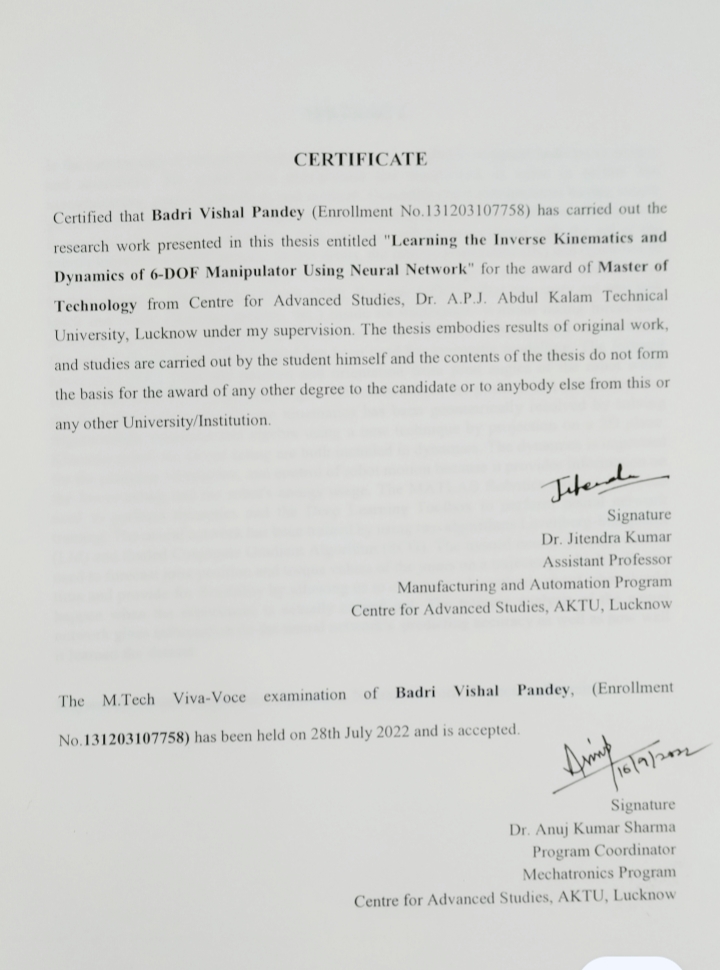 CERTIFICATE
Certified that Badri Vishal Pandey (Enrollment No.131203107758) has carried out the
research work presented in this thesis entitled "Learning the Inverse Kinematics and
Dynamics of 6-DOF Manipulator Using Neural Network" for the award of Master of
Technology from Centre for Advanced Studies, Dr. A.P.J. Abdul Kalam Technical
University, Lucknow under my supervision. The thesis embodies results of original work,
and studies are carried out by the student himself and the contents of the thesis do not form
the basis for the award of any other degree to the candidate or to anybody else from this or
any other University/Institution.
Jitendra
Signature
Dr. Jitendra Kumar
Assistant Professor
Manufacturing and Automation Program
Centre for Advanced Studies, AKTU, Lucknow
The M.Tech Viva-Voce examination of Badri Vishal Pandey, (Enrollment
No.131203107758) has been held on 28th July 2022 and is accepted.
16/9/2022
Signature
Dr. Anuj Kumar Sharma
Program Coordinator
Mechatronics Program
Centre for Advanced Studies, AKTU, Lucknow